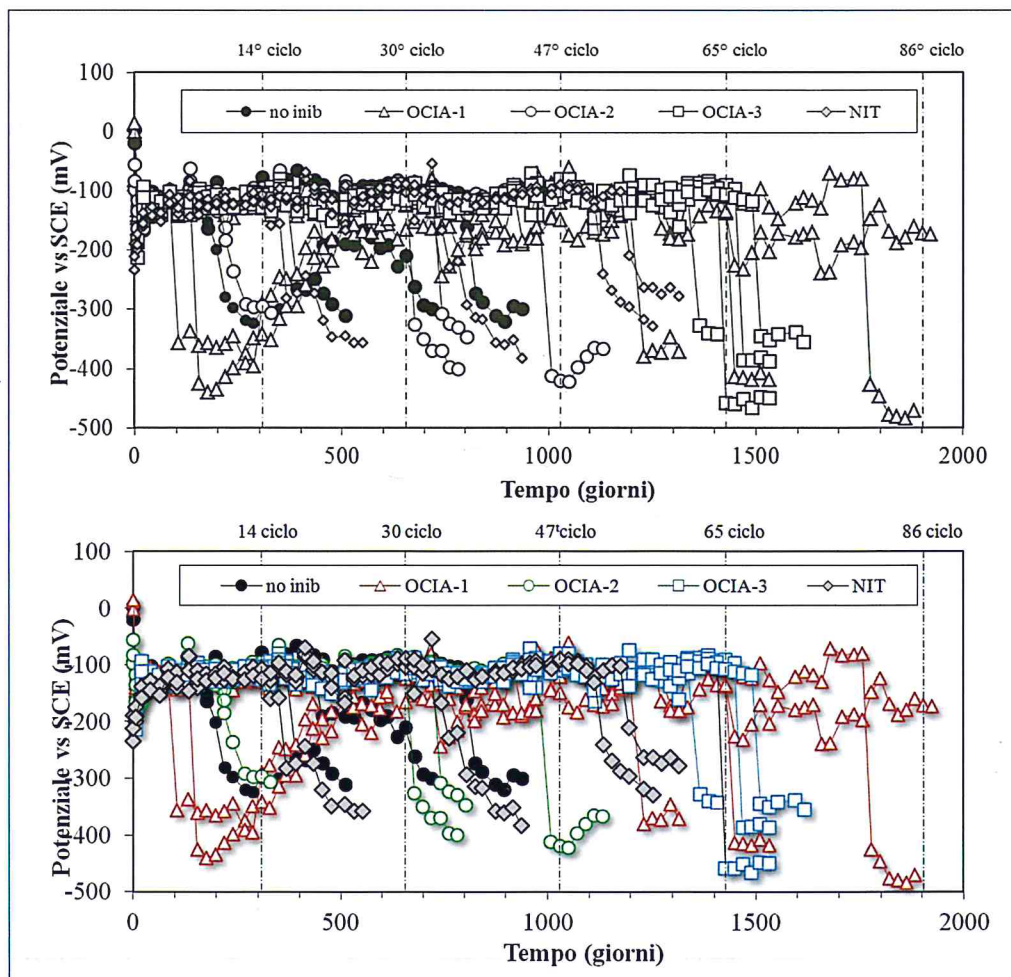 14° ciclo 30° ciclo 47° ciclo 65° ciclo 86° ciclo
100
0
-100
-200
-300
-400
-500
Potenziale vs SCE (mV)
no inib OCIA-1 OCIA-2 OCIA-3 NIT
0 500 1000 1500 2000
Tempo (giorni)
14 ciclo 30 ciclo 47° ciclo 65 ciclo 86 ciclo
100
0
-100
-200
-300
-400
-500
Potenziale vs SCE (mV)
no inib OCIA-1 OCIA-2 OCIA-3 NIT
0 500 1000 1500 2000
Tempo (giorni)